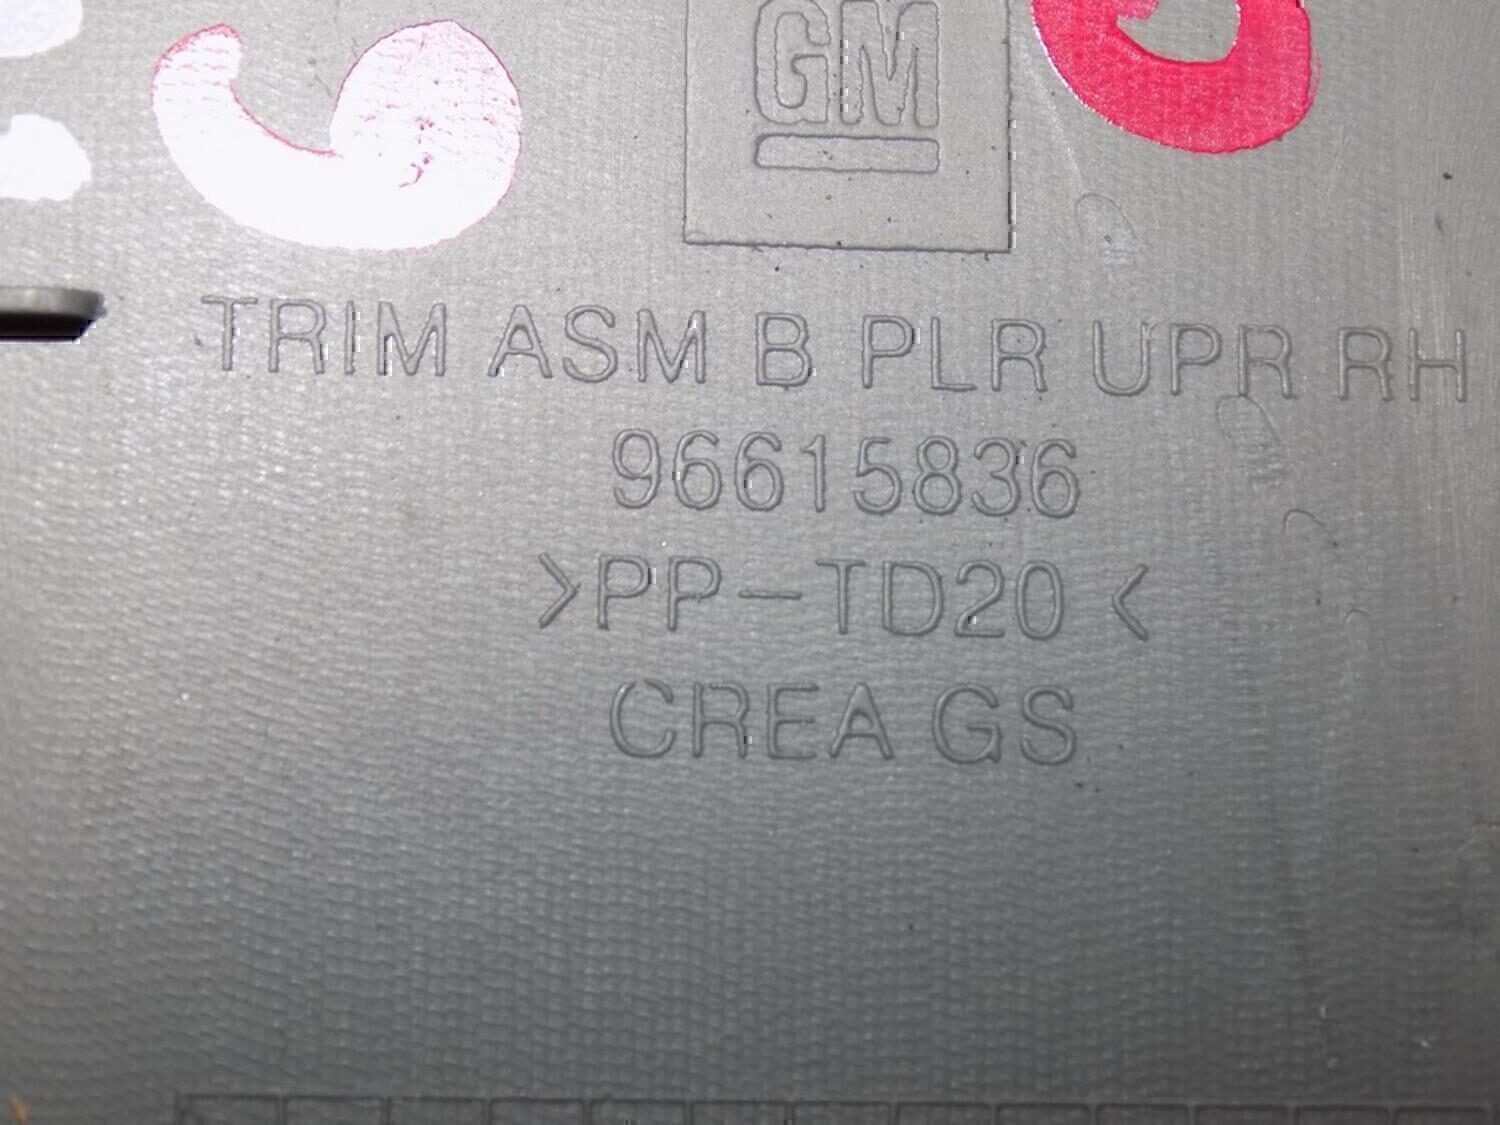 GM
TRIM ASM B PLR UPR RH
96615836
>PP-TD20<
CREA GS